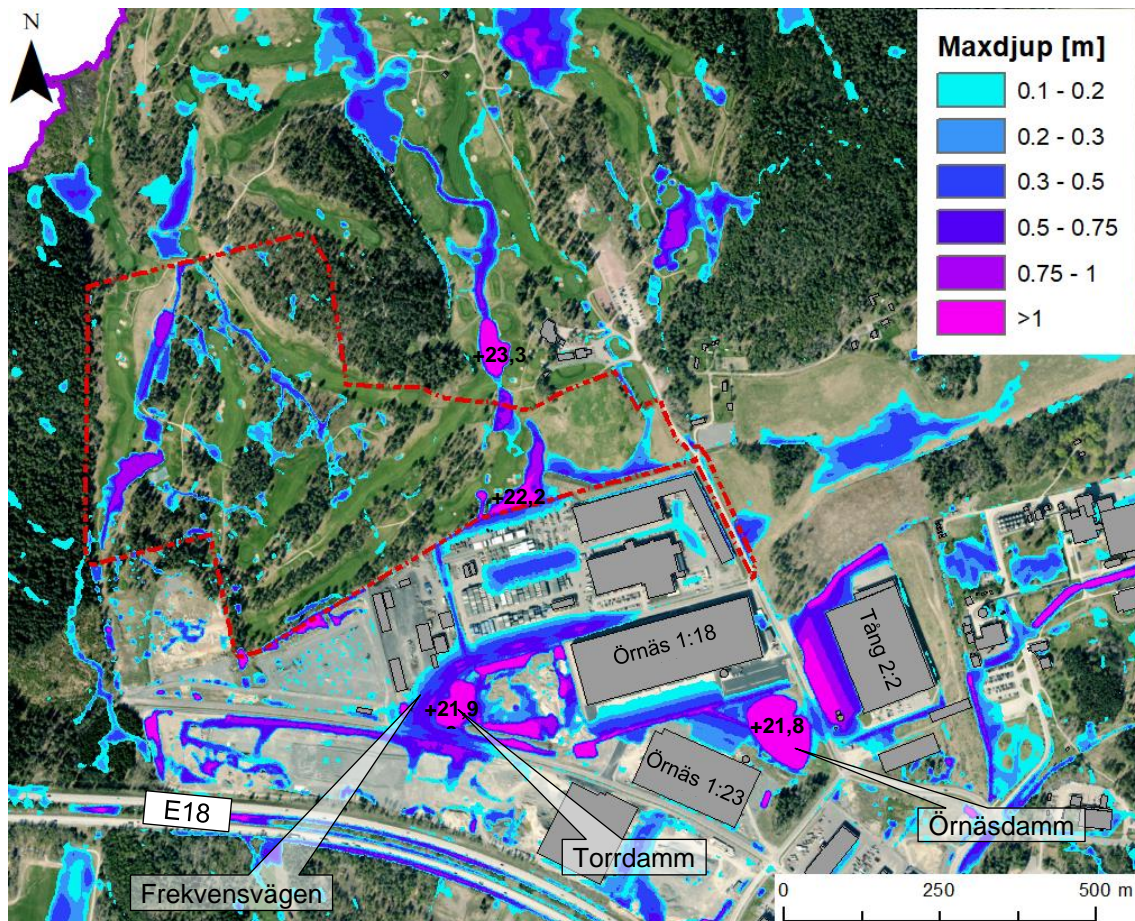 N
Maxdjup [m]
0.1 - 0.2
0.2 - 0.3
0.3 - 0.5
0.5 - 0.75
0.75 - 1
>1
+23,3
+22,2
Örnäs 1:18
Tång 2:2
+21,9
+21,8
Örnäs 1:23
E18
Torrdamm
Örnäsdamm
Frekvensvägen
0 250 500 m